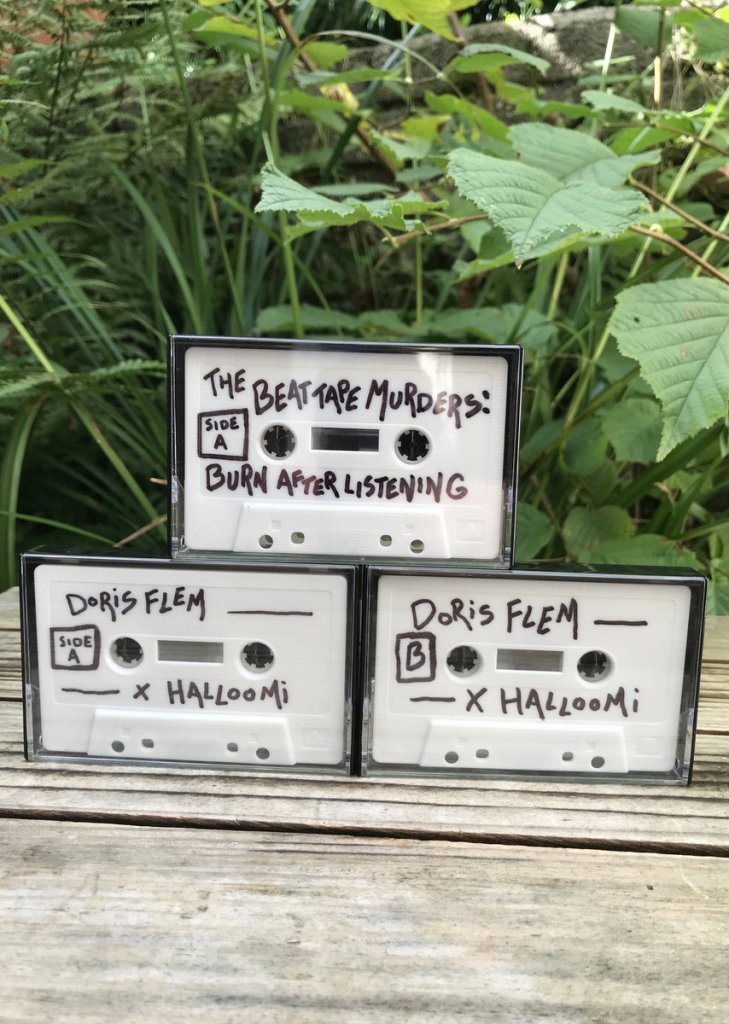 THE BEAT TAPE MURDERS:
SIDE
A
BURN AFTER LISTENING
DORIS FLEM
SIDE
A
X HALLOOMi
DORIS FLEM
B
X HALLOOMi